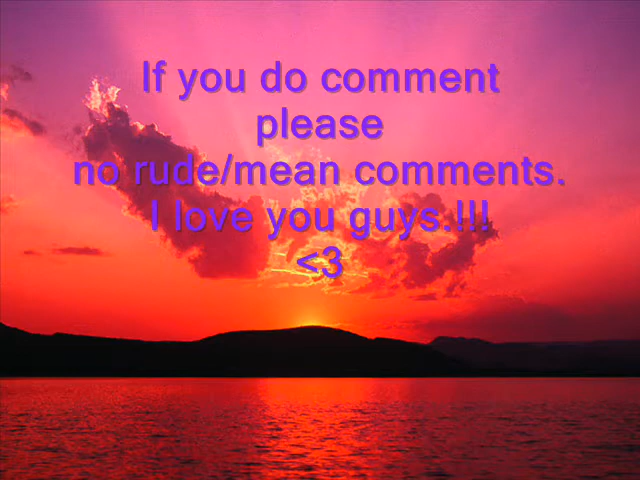 If you do comment
please
no rude/mean comments.
I love you guys.!!!
<3